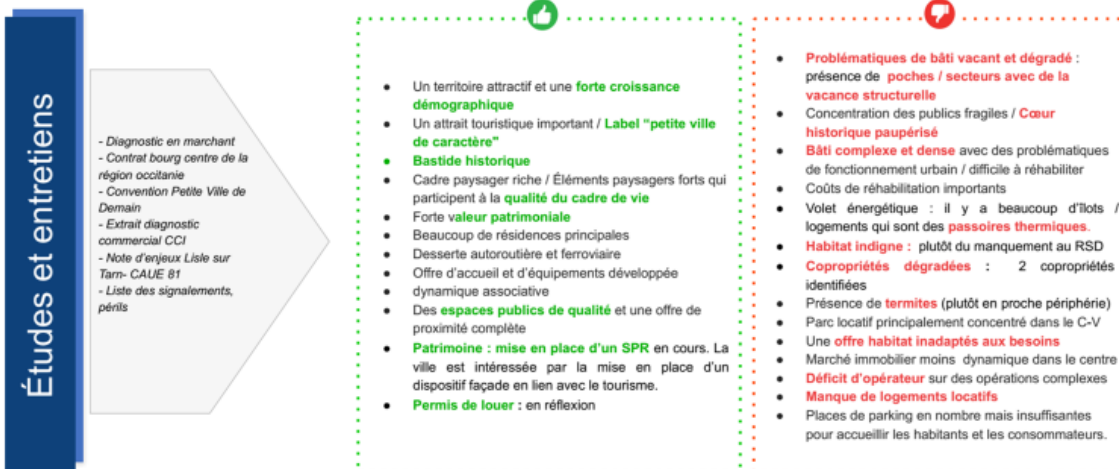 Études et entretiens
- Diagnostic en marchant
- Contrat bourg centre de la
région occitanie
- Convention Petite Ville de
Demain
- Extrait diagnostic
commercial CCI
- Note d'enjeux Lisle sur
Tarn- CAUE 81
- Liste des signalements,
périls
● Un territoire attractif et une forte croissance
démographique
● Un attrait touristique important / Label "petite ville
de caractère"
● Bastide historique
● Cadre paysager riche / Éléments paysagers forts qui
participent à la qualité du cadre de vie
● Forte valeur patrimoniale
● Beaucoup de résidences principales
● Desserte autoroutière et ferroviaire
● Offre d'accueil et d'équipements développée
● dynamique associative
● Des espaces publics de qualité et une offre de
proximité complète
● Patrimoine : mise en place d'un SPR en cours. La
ville est intéressée par la mise en place d'un
dispositif façade en lien avec le tourisme.
● Permis de louer : en réflexion
● Problématiques de bâti vacant et dégradé :
présence de poches / secteurs avec de la
vacance structurelle
● Concentration des publics fragiles / Cœur
historique paupérisé
● Bâti complexe et dense avec des problématiques
de fonctionnement urbain / difficile à réhabiliter
● Coûts de réhabilitation importants
● Volet énergétique : il y a beaucoup d'îlots /
logements qui sont des passoires thermiques.
● Habitat indigne : plutôt du manquement au RSD
● Copropriétés dégradées : 2 copropriétés
identifiées
● Présence de termites (plutôt en proche périphérie)
● Parc locatif principalement concentré dans le C-V
● Une offre habitat inadaptés aux besoins
● Marché immobilier moins dynamique dans le centre
● Déficit d'opérateur sur des opérations complexes
● Manque de logements locatifs
● Places de parking en nombre mais insuffisantes
pour accueillir les habitants et les consommateurs.